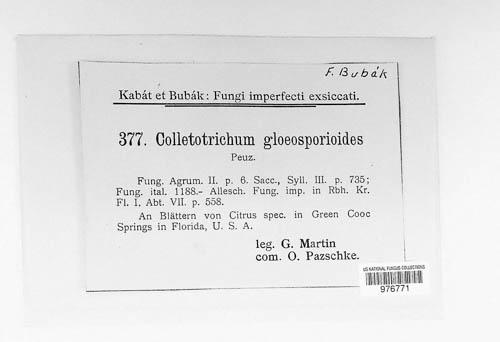 F. Bubák
Kabát et Bubák: Fungi imperfecti exsiccati.
377. Colletotrichum gloeosporioides
Peuz.
Fung. Agrum. II. p. 6. Sacc., Syll. III. p. 735;
Fung. ital. 1188.- Allesch. Fung. imp. in Rbh. Kr.
Fl. I. Abt. VII. p. 558.
An Blättern von Citrus spec. in Green Cooc
Springs in Florida, U. S. A.
leg. G. Martin
com. O. Pazschke.
US NATIONAL FUNGUS COLLECTIONS
976771